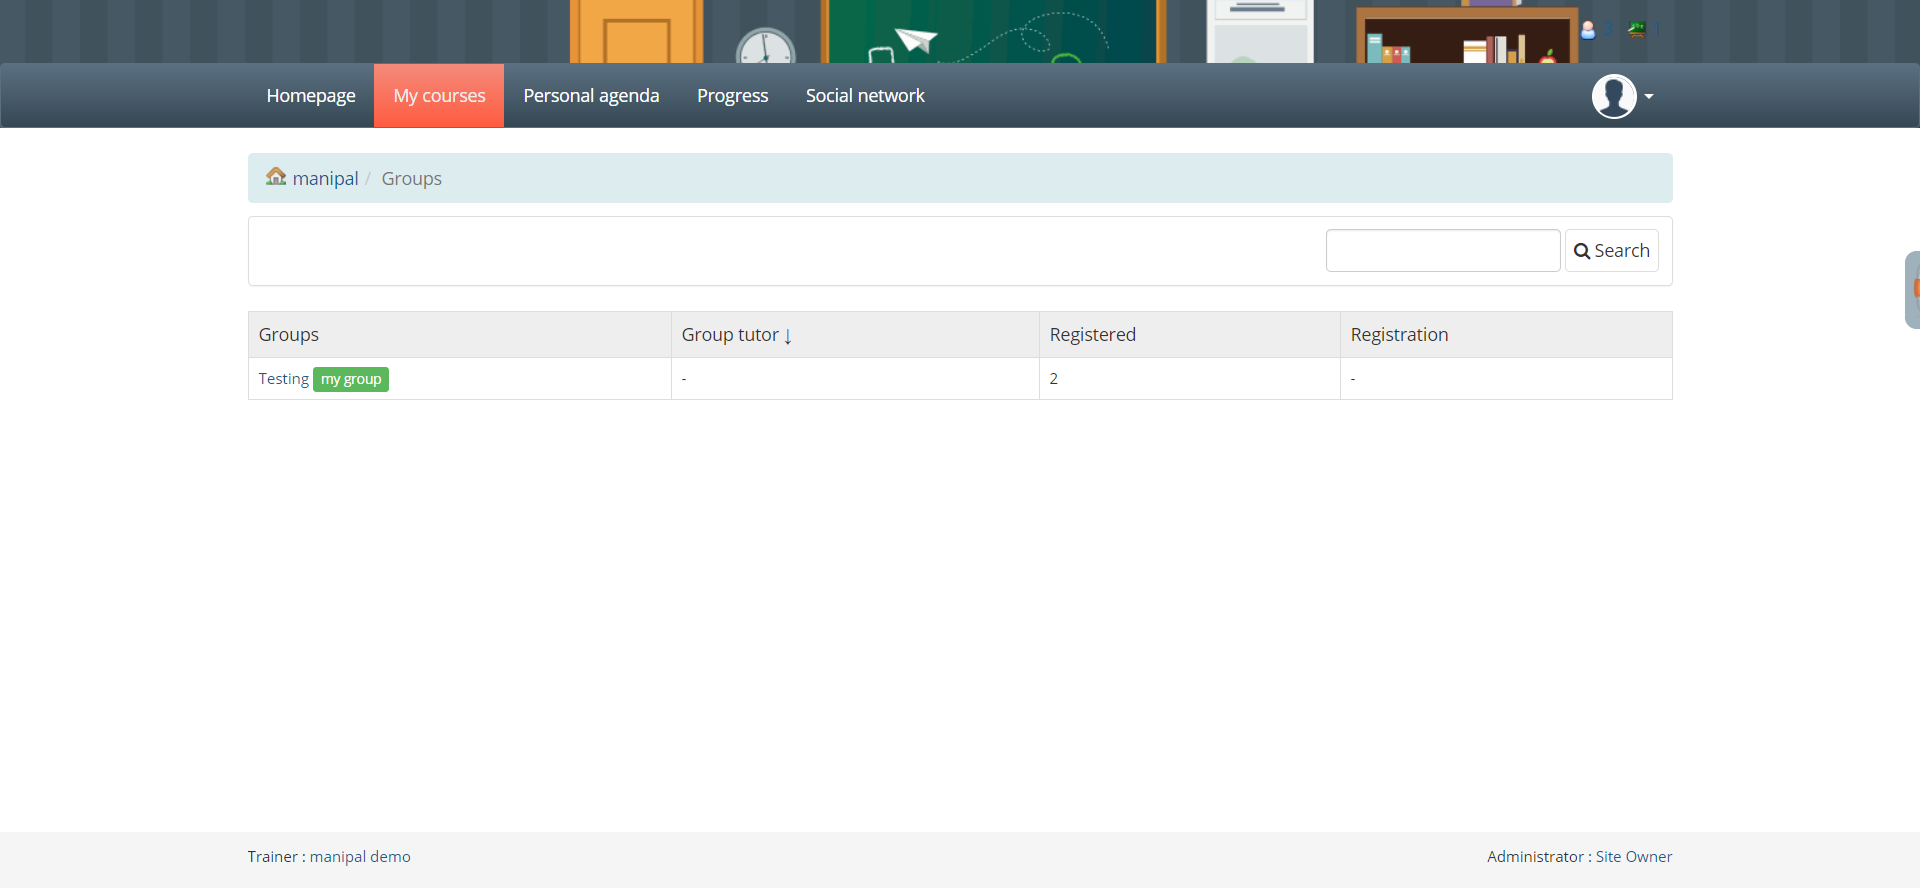 3 1
Homepage My courses Personal agenda Progress Social network
manipal / Groups
Search
Groups Group tutor ↓ Registered Registration
Testing my group - 2 -
Trainer : manipal demo Administrator : Site Owner